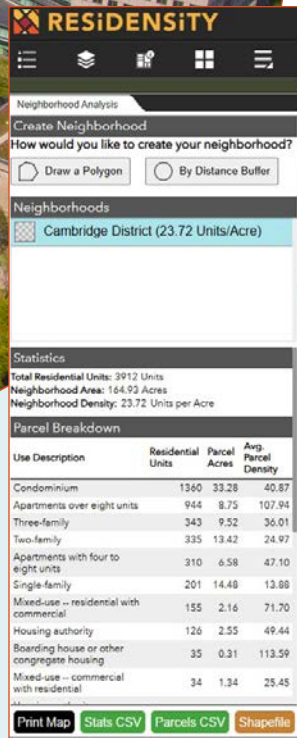 RESiDENSiTY
Neighborhood Analysis
Create Neighborhood
How would you like to create your neighborhood?
Draw a Polygon
By Distance Buffer
Neighborhoods
Cambridge District (23.72 Units/Acre)
Statistics
Total Residential Units: 3912 Units
Neighborhood Area: 164.93 Acres
Neighborhood Density: 23.72 Units per Acre
Parcel Breakdown
Use Description Residential Units Parcel Acres Avg. Parcel Density
Condominium 1360 33.28 40.87
Apartments over eight units 944 8.75 107.94
Three-family 343 9.52 36.01
Two-family 335 13.42 24.97
Apartments with four to
eight units 310 6.58 47.10
Single-family 201 14.48 13.88
Mixed-use -- residential with
commercial 155 2.16 71.70
Housing authority 126 2.55 49.44
Boarding house or other
congregate housing 35 0.31 113.59
Mixed-use -- commercial
with residential 34 1.34 25.45
Print Map
Stats CSV
Parcels CSV
Shapefile